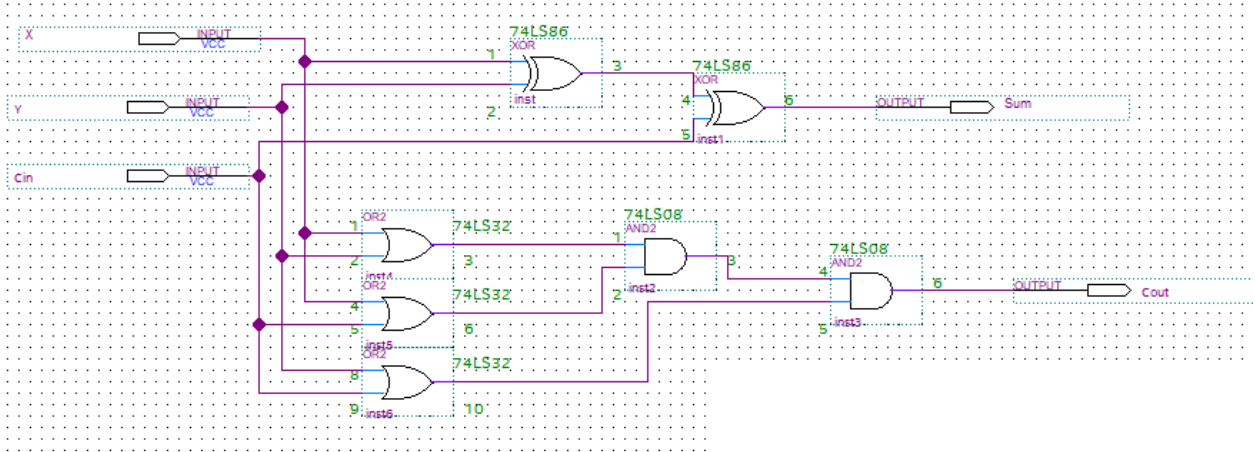 X
INPUT
VCC
Y
INPUT
VCC
Cin
INPUT
VCC
74LS86
XOR
1
2
3
inst
74LS86
XOR
4
5
6
inst1
OUTPUT
Sum
OR2
74LS32
1
2
3
inst4
OR2
74LS32
4
5
6
inst5
OR2
74LS32
8
9
10
inst6
74LS08
AND2
1
2
3
inst2
74LS08
AND2
4
5
6
inst3
OUTPUT
Cout